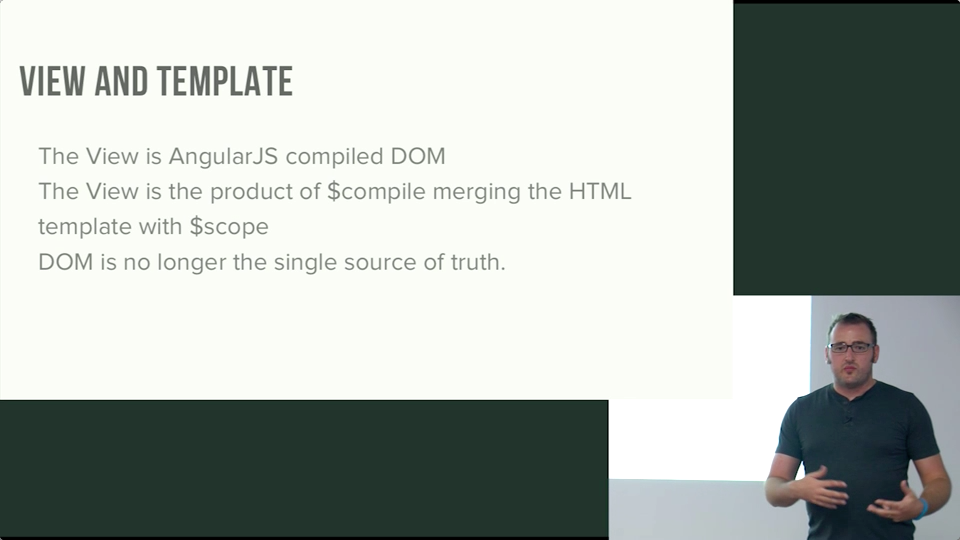 VIEW AND TEMPLATE
The View is AngularJS compiled DOM
The View is the product of $compile merging the HTML
template with $scope
DOM is no longer the single source of truth.